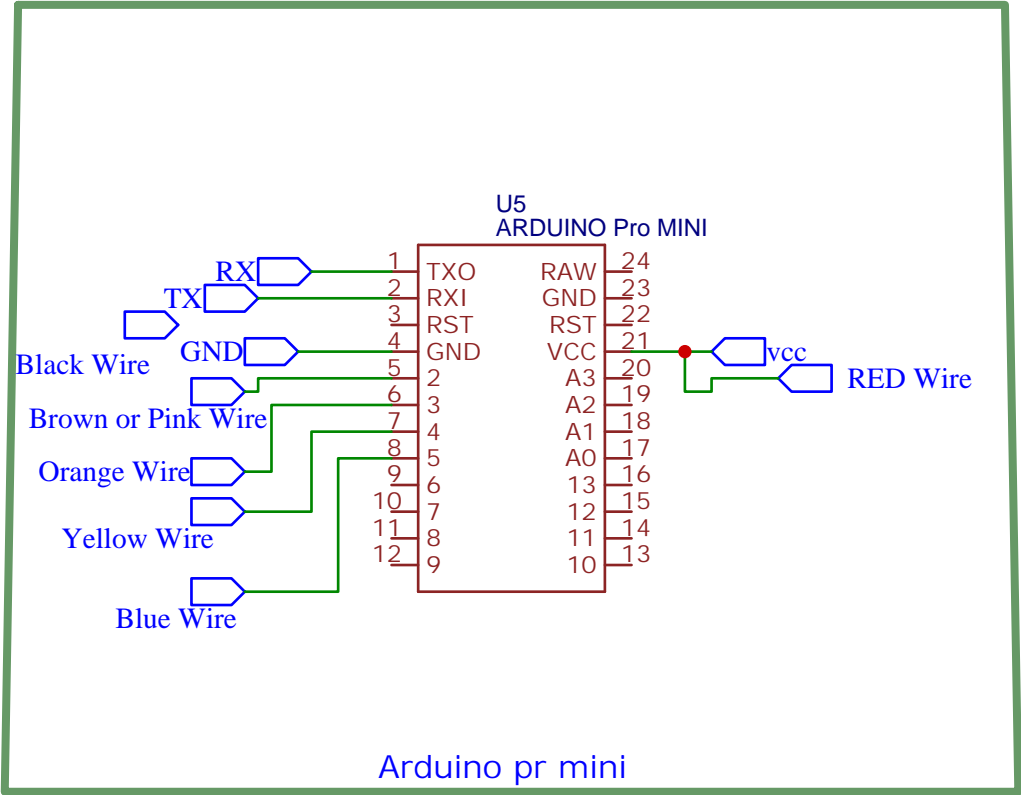 U5
ARDUINO Pro MINI
RX
1
TXO
RAW
24
TX
2
RXI
GND
23
3
RST
RST
22
Black Wire
GND
4
GND
VCC
21
vcc
5
2
A3
20
RED Wire
Brown or Pink Wire
6
3
A2
19
7
4
A1
18
Orange Wire
8
5
A0
17
9
6
13
16
Yellow Wire
10
7
12
15
11
8
11
14
12
9
10
13
Blue Wire
Arduino pr mini